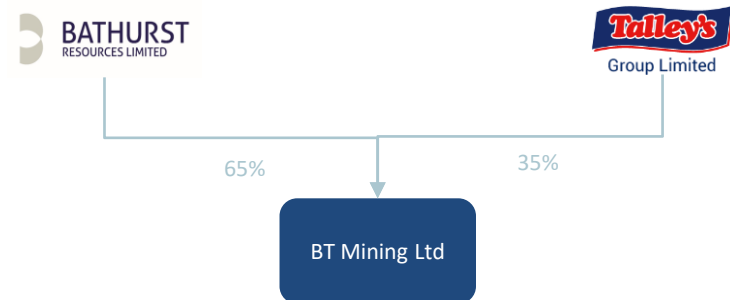 BATHURST
RESOURCES LIMITED
Talley's
Group Limited
65%
35%
BT Mining Ltd